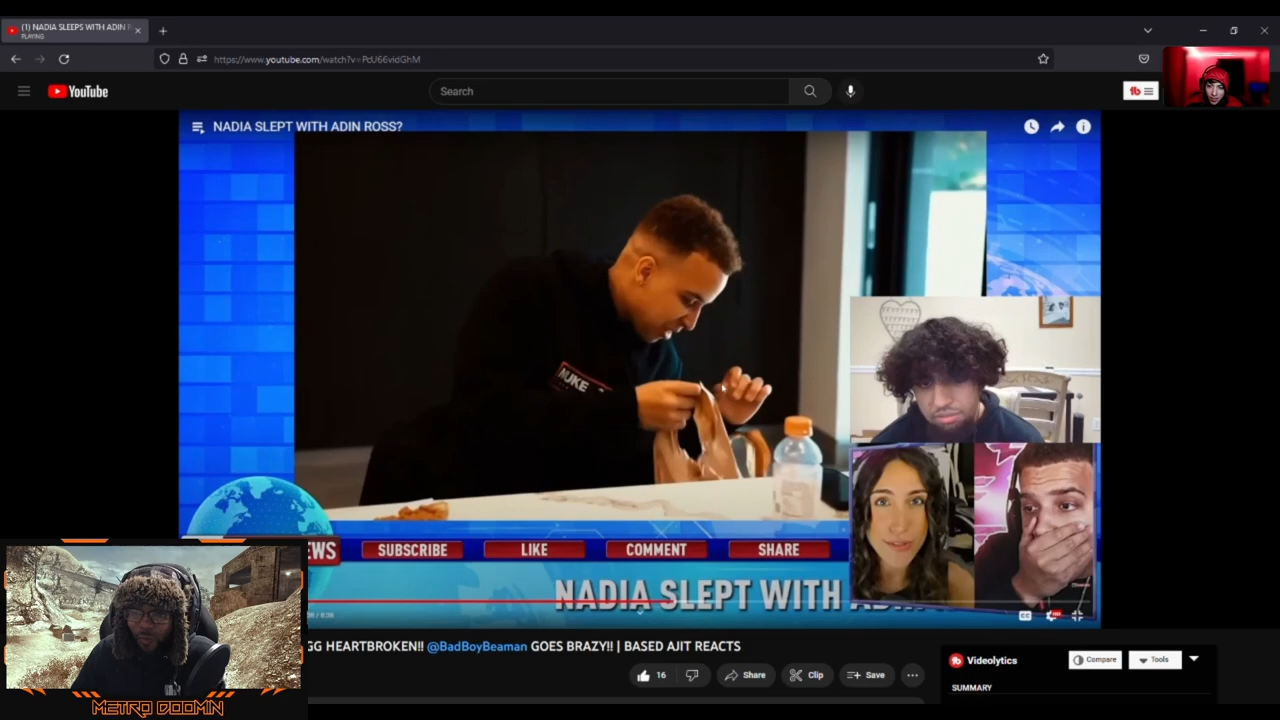 (1) NADIA SLEEPS WITH ADIN R
PLAYING
https://www.youtube.com/watch?v=PcU66vidGhM
YouTube
Search
NADIA SLEPT WITH ADIN ROSS?
NUKE
EWS
SUBSCRIBE
LIKE
COMMENT
SHARE
NADIA SLEPT WITH
GG HEARTBROKEN!! @BadBoyBeaman GOES BRAZY!! | BASED AJIT REACTS
16
Share
Clip
Save
Videolytics
Compare
Tools
SUMMARY
METRO DOOMIN